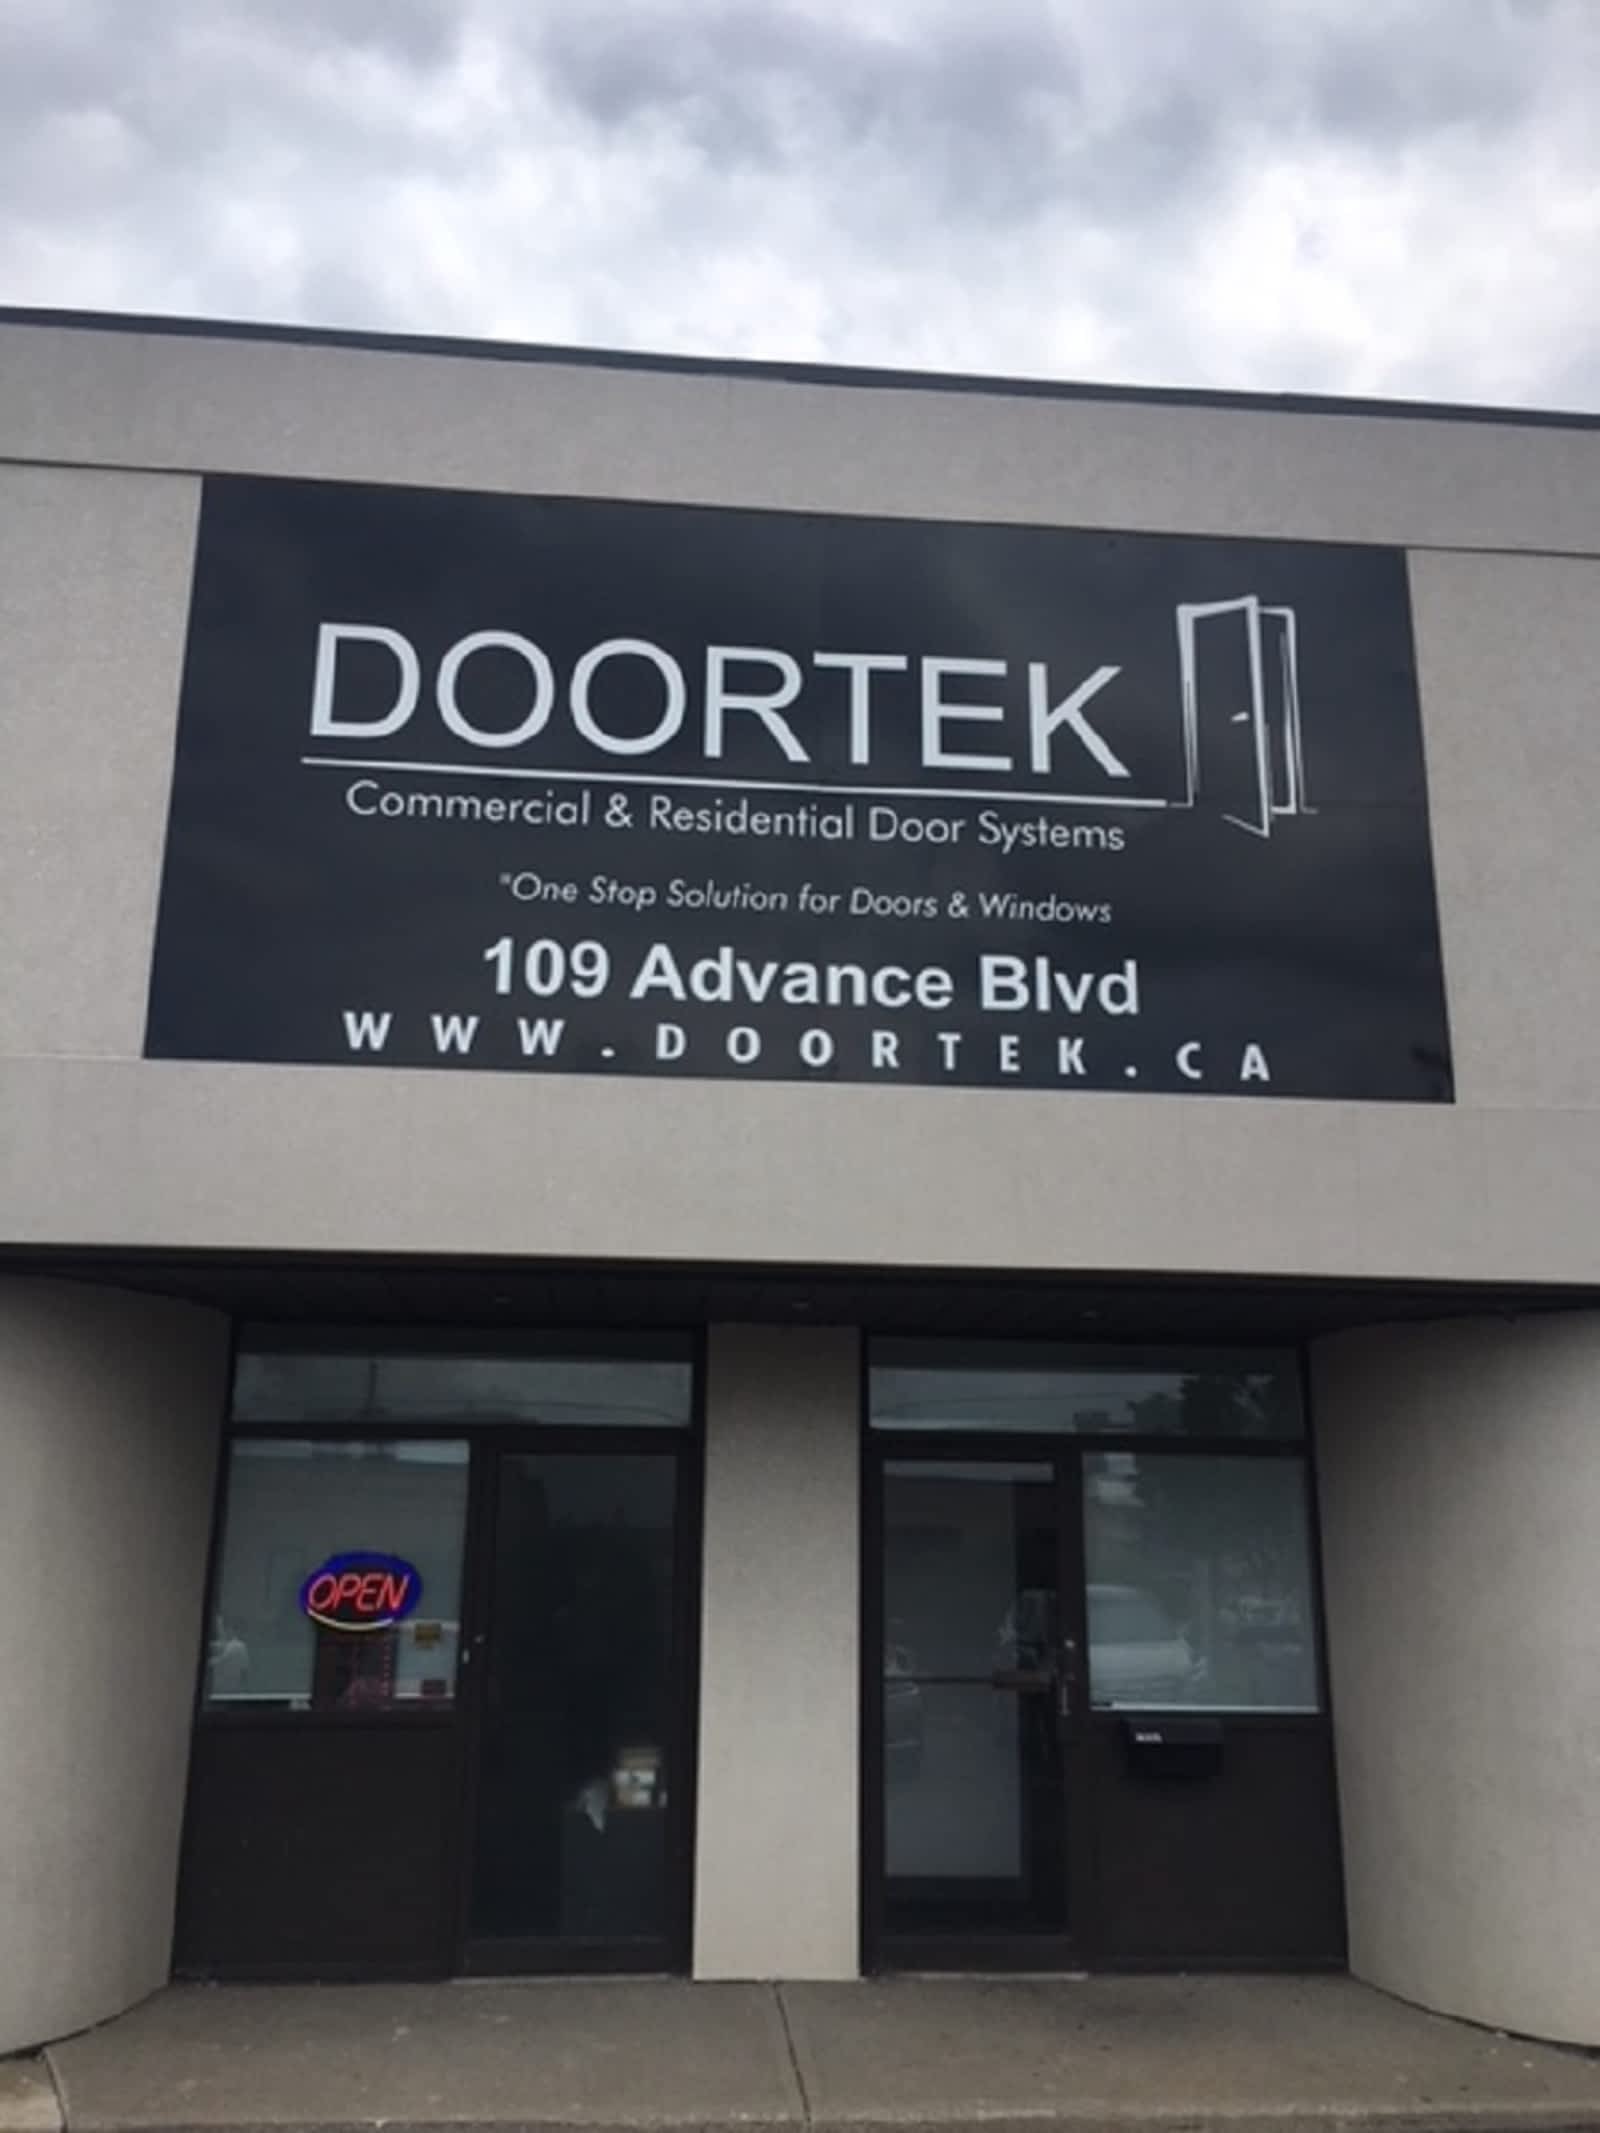 DOORTEK
Commercial & Residential Door Systems
"One Stop Solution for Doors & Windows
109 Advance Blvd
WWW.DOORTEK.CA
OPEN